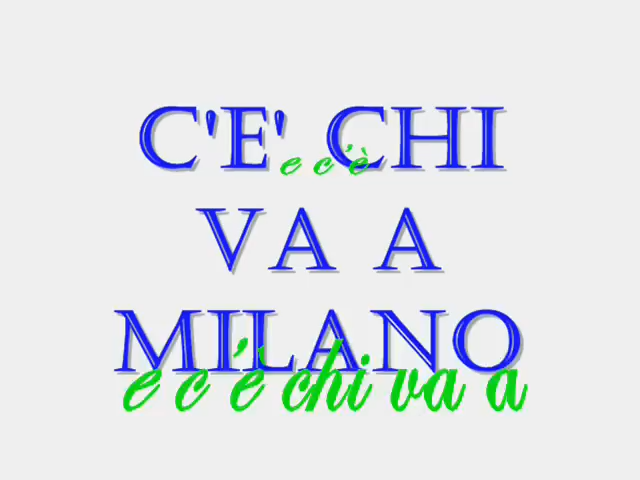 C'E' CHI
e c'è
VA A
MILANO
e c'è chi va a